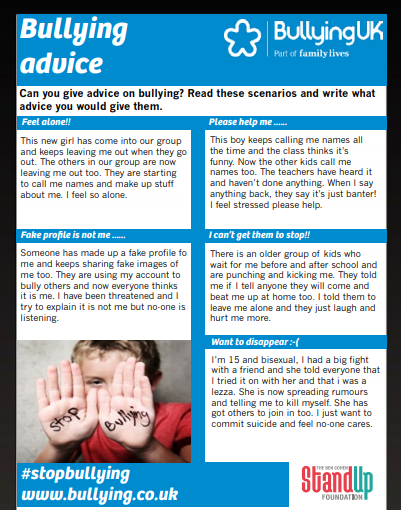 Bullying
advice
BullyingUK
Part of family lives
Can you give advice on bullying? Read these scenarios and write what
advice you would give them.
Feel alone!!
This new girl has come into our group
and keeps leaving me out when they go
out. The others in our group are now
leaving me out too. They are starting
to call me names and make up stuff
about me. I feel so alone.
Please help me ......
This boy keeps calling me names all
the time and the class thinks it's
funny. Now the other kids call me
names too. The teachers have heard it
and haven't done anything. When I say
anything back, they say it's just banter!
I feel stressed please help.
Fake profile is not me ......
Someone has made up a fake profile fo
me and keeps sharing fake images of
me too. They are using my account to
bully others and now everyone thinks
it is me. I have been threatened and I
try to explain it is not me but no-one is
listening.
I can't get them to stop!!
There is an older group of kids who
wait for me before and after school and
are punching and kicking me. They told
me if I tell anyone they will come and
beat me up at home too. I told them to
leave me alone and they just laugh and
hurt me more.
Want to disappear :-(
I'm 15 and bisexual, I had a big fight
with a friend and she told everyone that
I tried it on with her and that i was a
lezza. She is now spreading rumours
and telling me to kill myself. She has
got others to join in too. I just want to
commit suicide and feel no-one cares.
stop
Bullying
#stopbullying
www.bullying.co.uk
THE BEN COHEN
StandUp
FOUNDATION